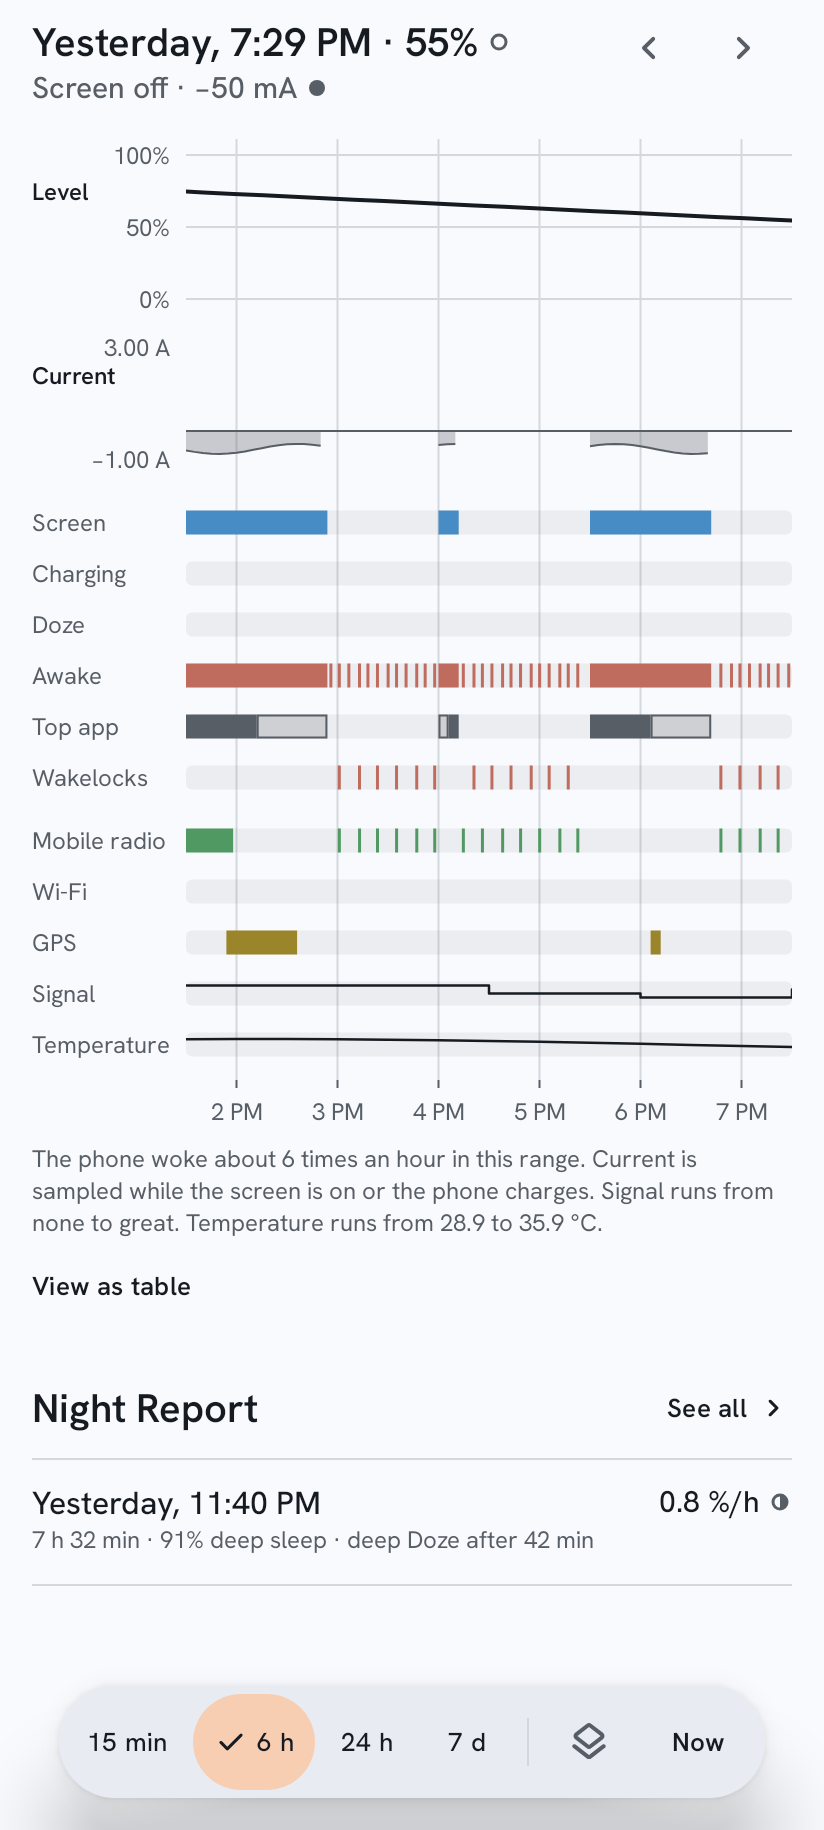 Yesterday, 7:29 PM · 55%
Screen off · −50 mA
100%
Level
50%
0%
3.00 A
Current
−1.00 A
Screen
Charging
Doze
Awake
Top app
Wakelocks
Mobile radio
Wi-Fi
GPS
Signal
Temperature
2 PM 3 PM 4 PM 5 PM 6 PM 7 PM
The phone woke about 6 times an hour in this range. Current is
sampled while the screen is on or the phone charges. Signal runs from
none to great. Temperature runs from 28.9 to 35.9 °C.
View as table
Night Report See all
Yesterday, 11:40 PM 0.8 %/h
7 h 32 min · 91% deep sleep · deep Doze after 42 min
15 min 6 h 24 h 7 d Now